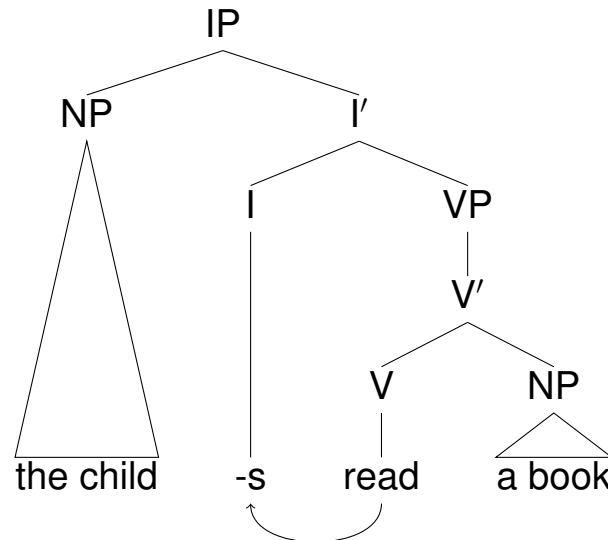 IP
NP I′
I VP
V′
V NP
the child -s read a book